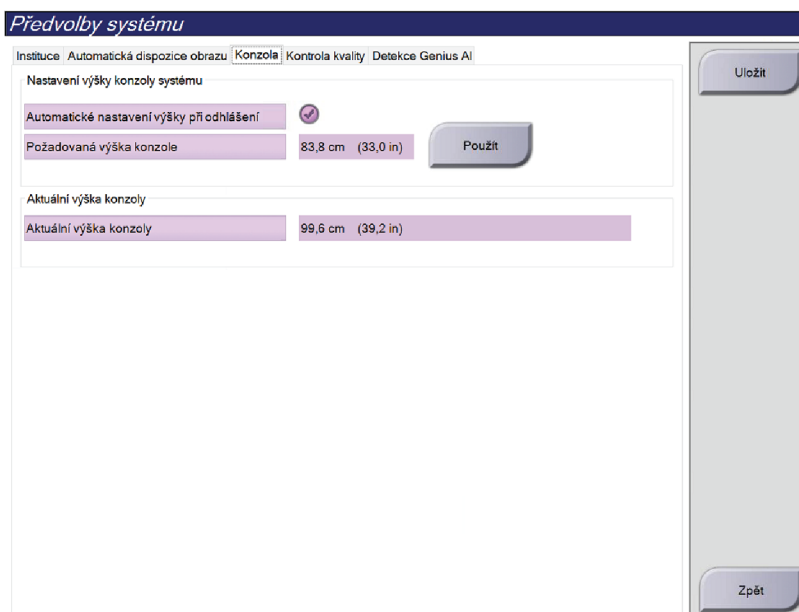 Předvolby systému
Instituce Automatická dispozice obrazu Konzola Kontrola kvality Detekce Genius AI
Nastavení výšky konzoly systému
Automatické nastavení výšky při odhlášení
Požadovaná výška konzole 83,8 cm (33,0 in) Použít
Aktuální výška konzoly
Aktuální výška konzoly 99,6 cm (39,2 in)
Uložit
Zpět